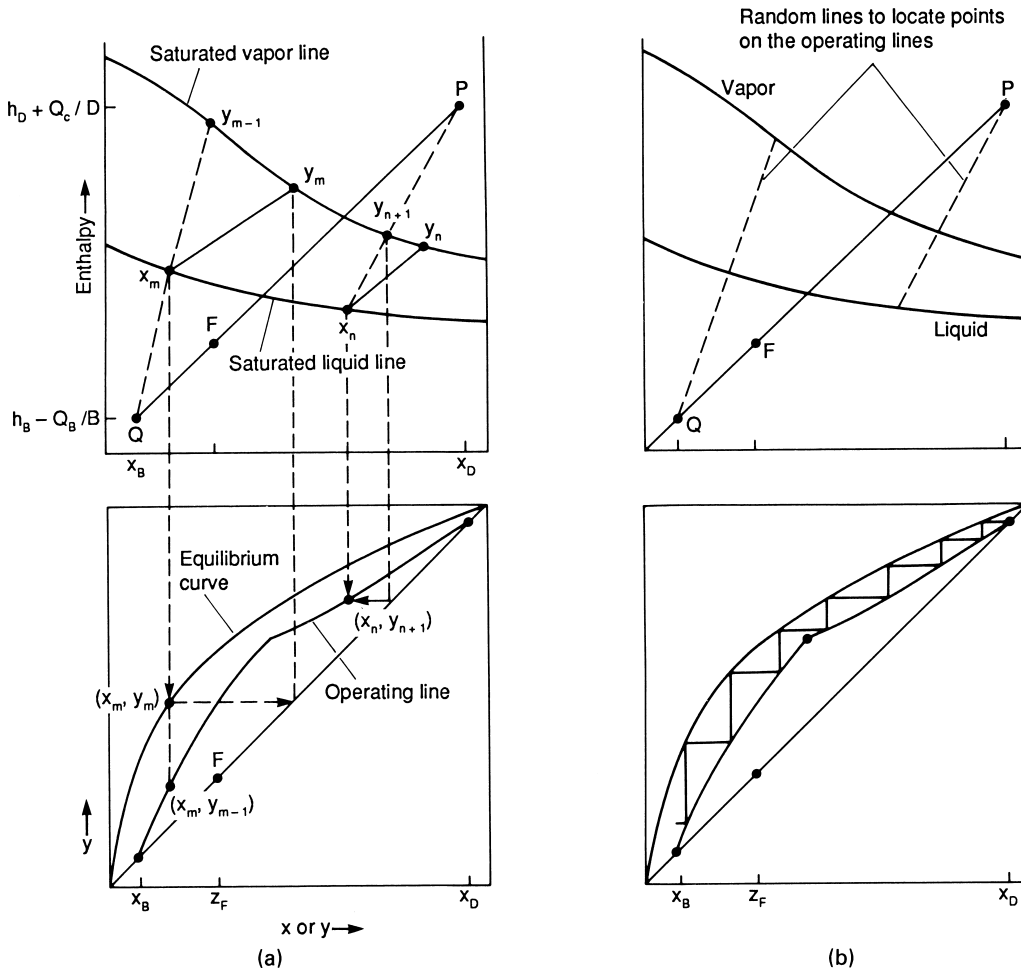 Saturated vapor line
h_D + Q_c / D
y_{m-1}
y_m
P
y_{n+1}
y_n
Enthalpy
x_m
x_n
F
Saturated liquid line
h_B – Q_B /B
Q
x_B
x_D
Equilibrium
curve
(x_n, y_{n+1})
Operating line
(x_m, y_m)
F
(x_m, y_{m-1})
y
x_B
z_F
x_D
x or y
(a)
Random lines to locate points
on the operating lines
Vapor
P
Liquid
F
Q
x_B
z_F
x_D
(b)